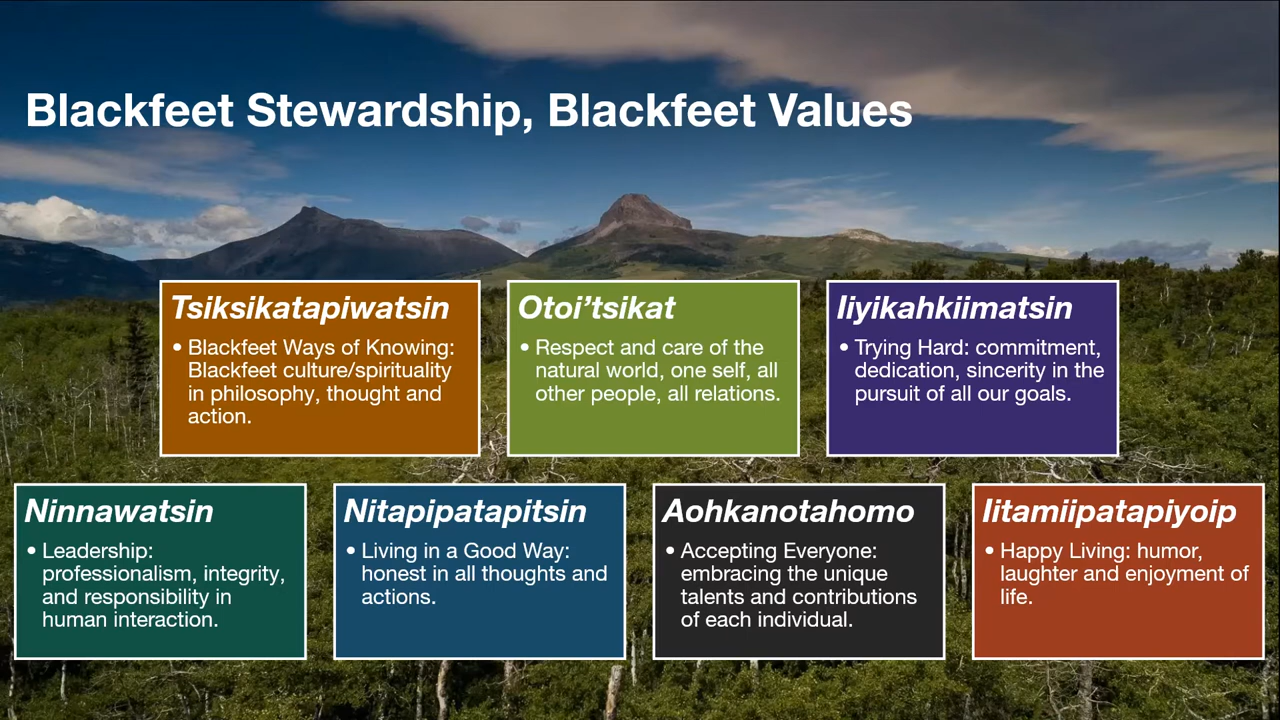 Blackfeet Stewardship, Blackfeet Values
Tsiksikatapiwatsin
• Blackfeet Ways of Knowing:
Blackfeet culture/spirituality
in philosophy, thought and
action.
Otoi’tsikat
• Respect and care of the
natural world, one self, all
other people, all relations.
Iiyikahkiimatsin
• Trying Hard: commitment,
dedication, sincerity in the
pursuit of all our goals.
Ninnawatsin
• Leadership:
professionalism, integrity,
and responsibility in
human interaction.
Nitapipatapitsin
• Living in a Good Way:
honest in all thoughts and
actions.
Aohkanotahomo
• Accepting Everyone:
embracing the unique
talents and contributions
of each individual.
Iitamiipatapiyoip
• Happy Living: humor,
laughter and enjoyment of
life.